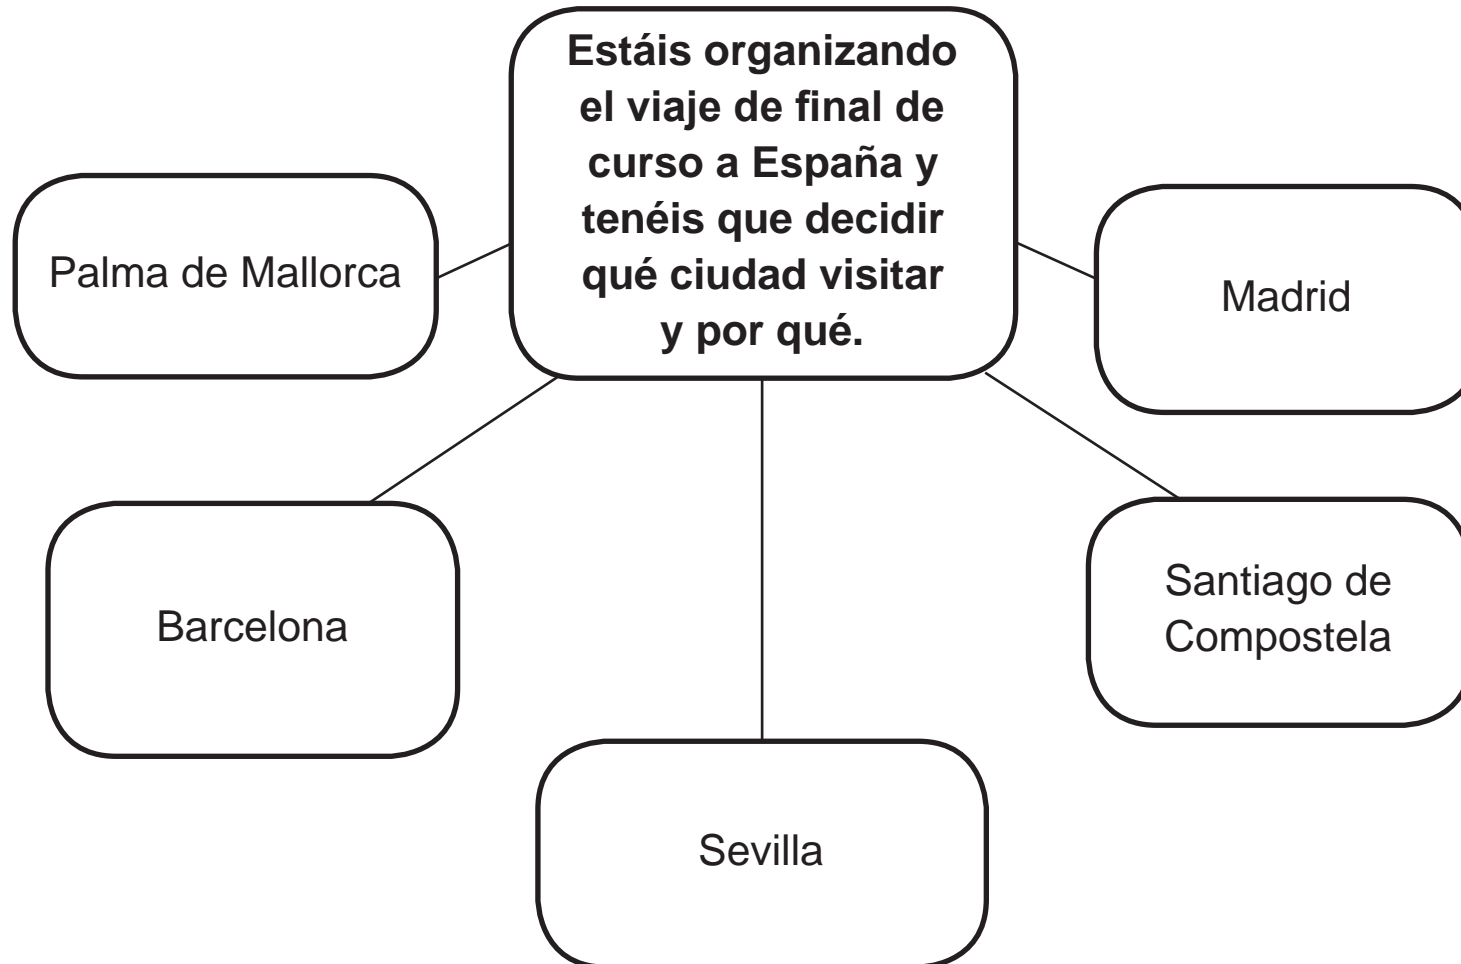 Estáis organizando
el viaje de final de
curso a España y
tenéis que decidir
qué ciudad visitar
y por qué.
Palma de Mallorca
Madrid
Barcelona
Santiago de
Compostela
Sevilla